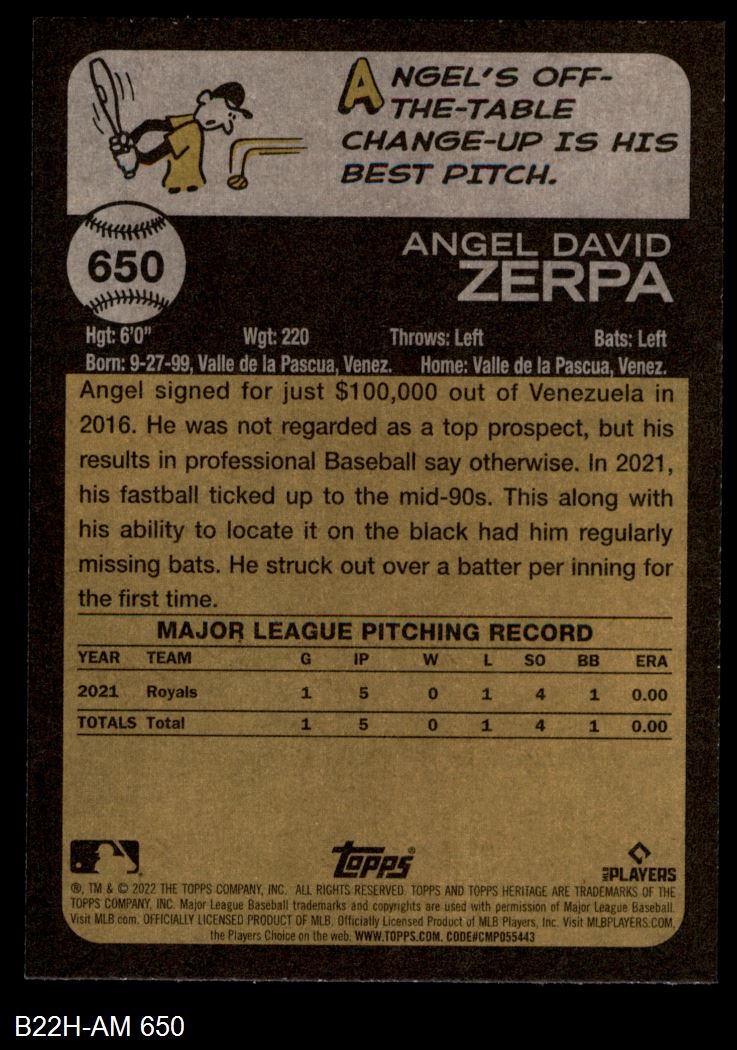 ANGEL'S OFF-
THE-TABLE
CHANGE-UP IS HIS
BEST PITCH.
650
ANGEL DAVID
ZERPA
Hgt: 6'0" Wgt: 220 Throws: Left Bats: Left
Born: 9-27-99, Valle de la Pascua, Venez. Home: Valle de la Pascua, Venez.
Angel signed for just $100,000 out of Venezuela in
2016. He was not regarded as a top prospect, but his
results in professional Baseball say otherwise. In 2021,
his fastball ticked up to the mid-90s. This along with
his ability to locate it on the black had him regularly
missing bats. He struck out over a batter per inning for
the first time.
MAJOR LEAGUE PITCHING RECORD
YEAR TEAM G IP W L SO BB ERA
2021 Royals 1 5 0 1 4 1 0.00
TOTALS Total 1 5 0 1 4 1 0.00
Topps®
MLB PLAYERS
®, TM & © 2022 THE TOPPS COMPANY, INC. ALL RIGHTS RESERVED. TOPPS AND TOPPS HERITAGE ARE TRADEMARKS OF THE
TOPPS COMPANY, INC. Major League Baseball trademarks and copyrights are used with permission of Major League Baseball.
Visit MLB.com. OFFICIALLY LICENSED PRODUCT OF MLB, Officially Licensed Product of MLB Players, Inc. Visit MLBPLAYERS.COM,
the Players Choice on the web. WWW.TOPPS.COM. CODE#CMP055443
B22H-AM 650